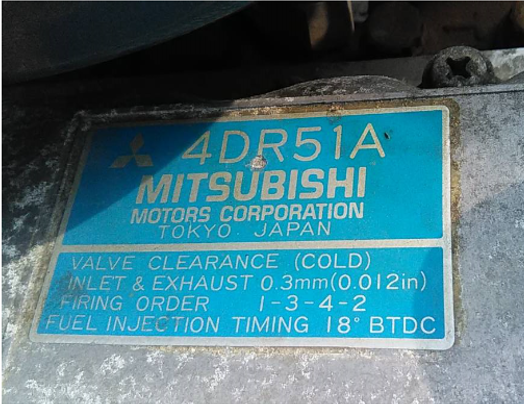 4DR51A
MITSUBISHI
MOTORS CORPORATION
TOKYO JAPAN
VALVE CLEARANCE (COLD)
INLET & EXHAUST 0.3mm(0.012in)
FIRING ORDER 1-3-4-2
FUEL INJECTION TIMING 18° BTDC